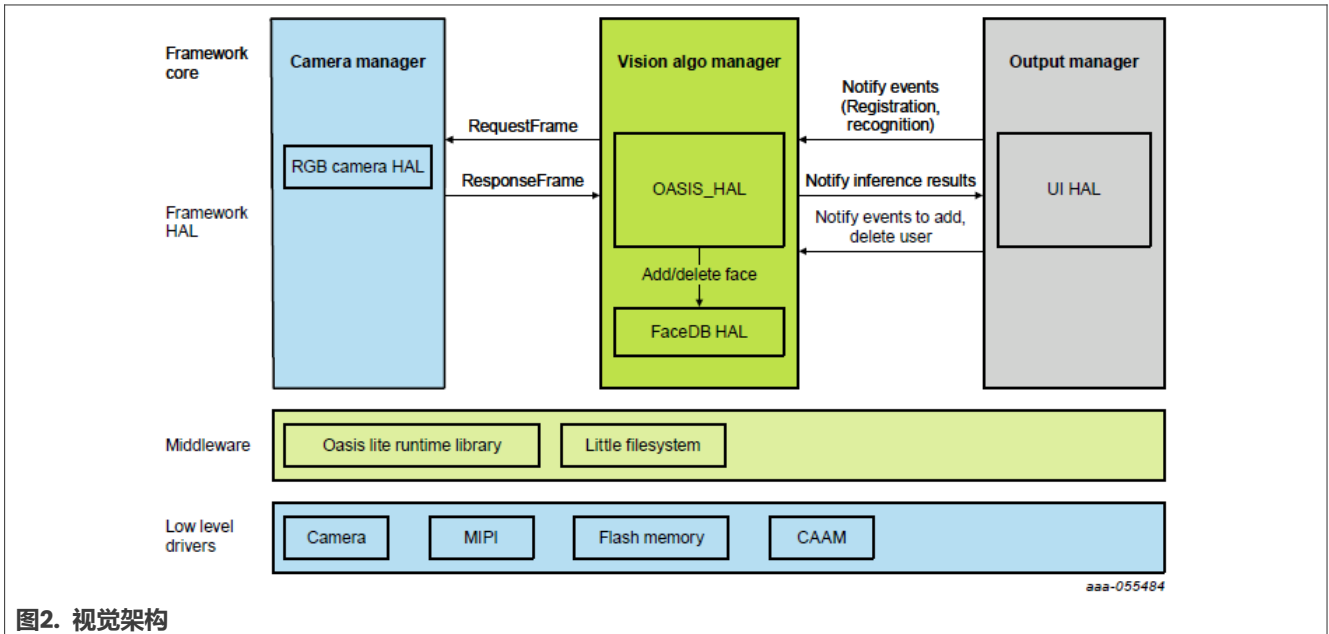 Framework
core
Camera manager
Vision algo manager
Output manager
Notify events
(Registration,
recognition)
RequestFrame
RGB camera HAL
ResponseFrame
OASIS_HAL
Notify inference results
UI HAL
Framework
HAL
Notify events to add,
delete user
Add/delete face
FaceDB HAL
Middleware
Oasis lite runtime library
Little filesystem
Low level
drivers
Camera
MIPI
Flash memory
CAAM
aaa-055484
图2. 视觉架构